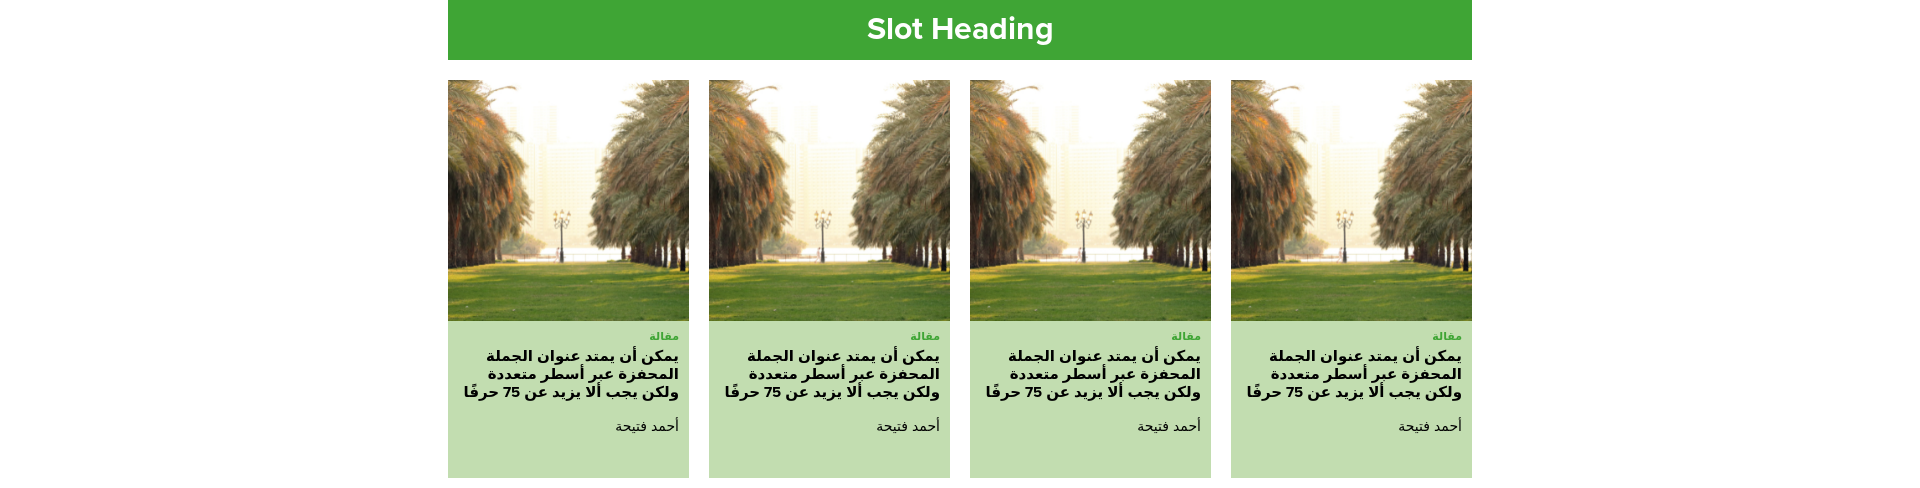 Slot Heading
مقالة
يمكن أن يمتد عنوان الجملة
المحفزة عبر أسطر متعددة
ولكن يجب ألا يزيد عن 75 حرفًا
أحمد فتيحة
مقالة
يمكن أن يمتد عنوان الجملة
المحفزة عبر أسطر متعددة
ولكن يجب ألا يزيد عن 75 حرفًا
أحمد فتيحة
مقالة
يمكن أن يمتد عنوان الجملة
المحفزة عبر أسطر متعددة
ولكن يجب ألا يزيد عن 75 حرفًا
أحمد فتيحة
مقالة
يمكن أن يمتد عنوان الجملة
المحفزة عبر أسطر متعددة
ولكن يجب ألا يزيد عن 75 حرفًا
أحمد فتيحة